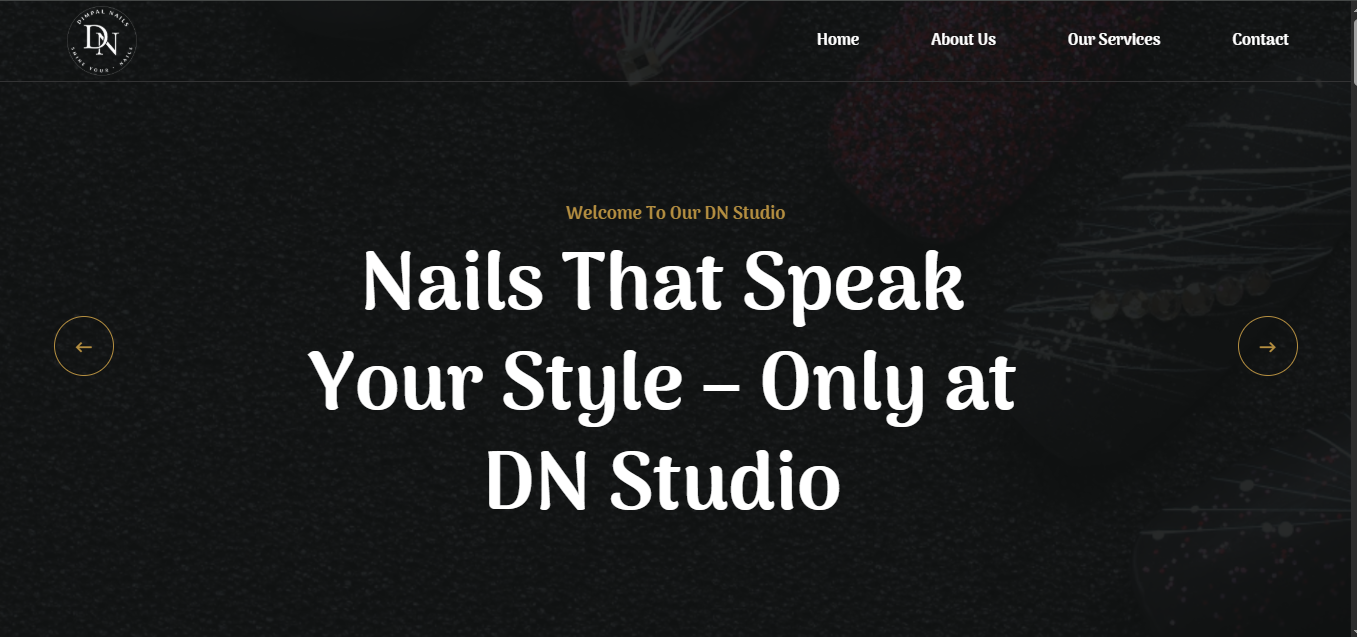 DIMPAL NAILS
DN
SHINE YOUR NAILS
Home
About Us
Our Services
Contact
Welcome To Our DN Studio
Nails That Speak
Your Style – Only at
DN Studio